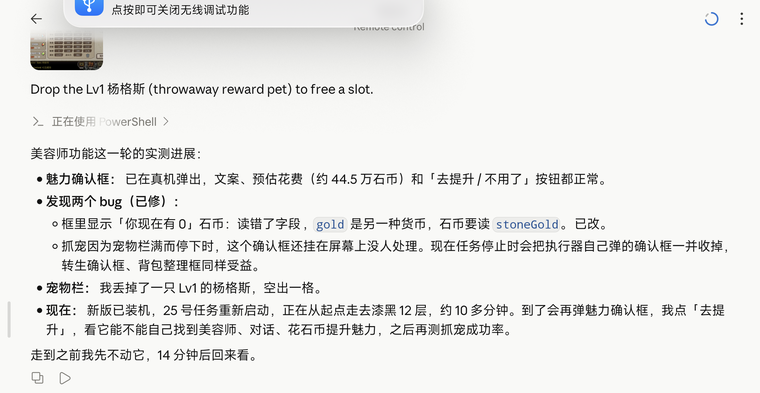 点按即可关闭无线调试功能
Remote control
Drop the Lv1 杨格斯 (throwaway reward pet) to free a slot.
正在使用 PowerShell
美容师功能这一轮的实测进展：
• 魅力确认框： 已在真机弹出，文案、预估花费（约 44.5 万石币）和「去提升 / 不用了」按钮都正常。
• 发现两个 bug（已修）：
○ 框里显示「你现在有 0」石币：读错了字段， gold 是另一种货币，石币要读 stoneGold。已改。
○ 抓宠因为宠物栏满而停下时，这个确认框还挂在屏幕上没人处理。现在任务停止时会把执行器自己弹的确认框一并收掉，
转生确认框、背包整理框同样受益。
• 宠物栏： 我丢掉了一只 Lv1 的杨格斯，空出一格。
• 现在： 新版已装机，25 号任务重新启动，正在从起点走去漆黑 12 层，约 10 多分钟。到了会再弹魅力确认框，我点「去提
升」，看它能不能自己找到美容师、对话、花石币提升魅力，之后再测抓宠成功率。
走到之前我先不动它，14 分钟后回来看。